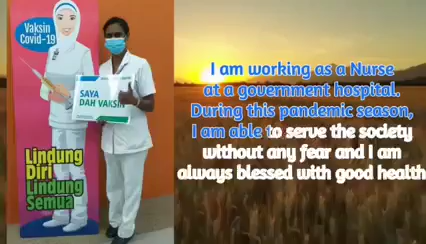 Vaksin
Covid-19
SAYA
DAH VAKSIN
Lindung
Diri
Lindung
Semua
I am working as a Nurse
at a government hospital.
During this pandemic season,
I am able to serve the society
without any fear and I am
always blessed with good health